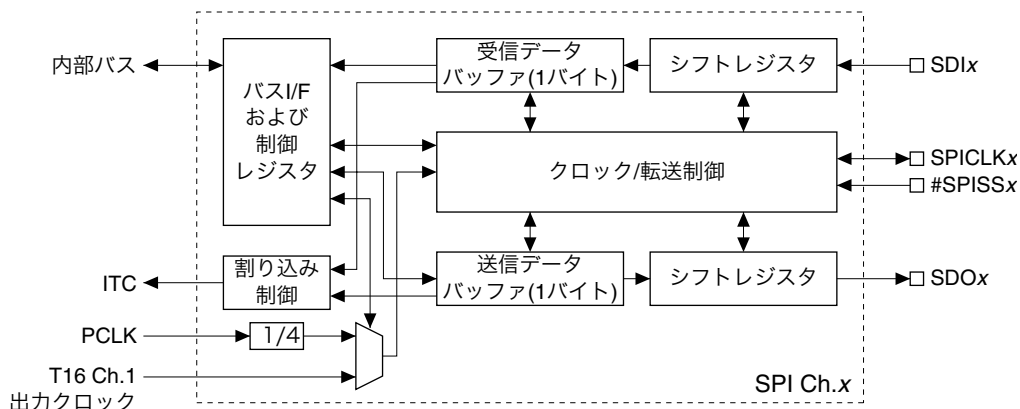 内部バス
バスI/F
および
制御
レジスタ
受信データ
バッファ(1バイト)
シフトレジスタ
SDIx
クロック/転送制御
SPICLKx
#SPISSx
ITC
割り込み
制御
送信データ
バッファ(1バイト)
シフトレジスタ
SDOx
PCLK
1/4
T16 Ch.1
出力クロック
SPI Ch.x